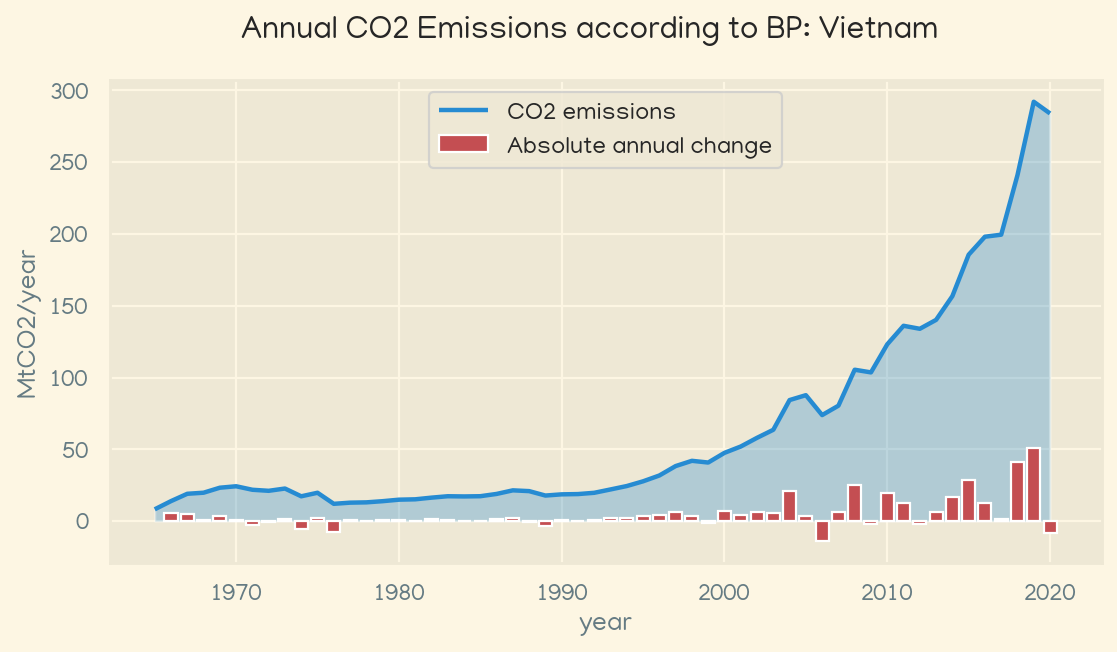 Annual CO2 Emissions according to BP: Vietnam
CO2 emissions
Absolute annual change
MtCO2/year
300
250
200
150
100
50
0
1970
1980
1990
2000
2010
2020
year